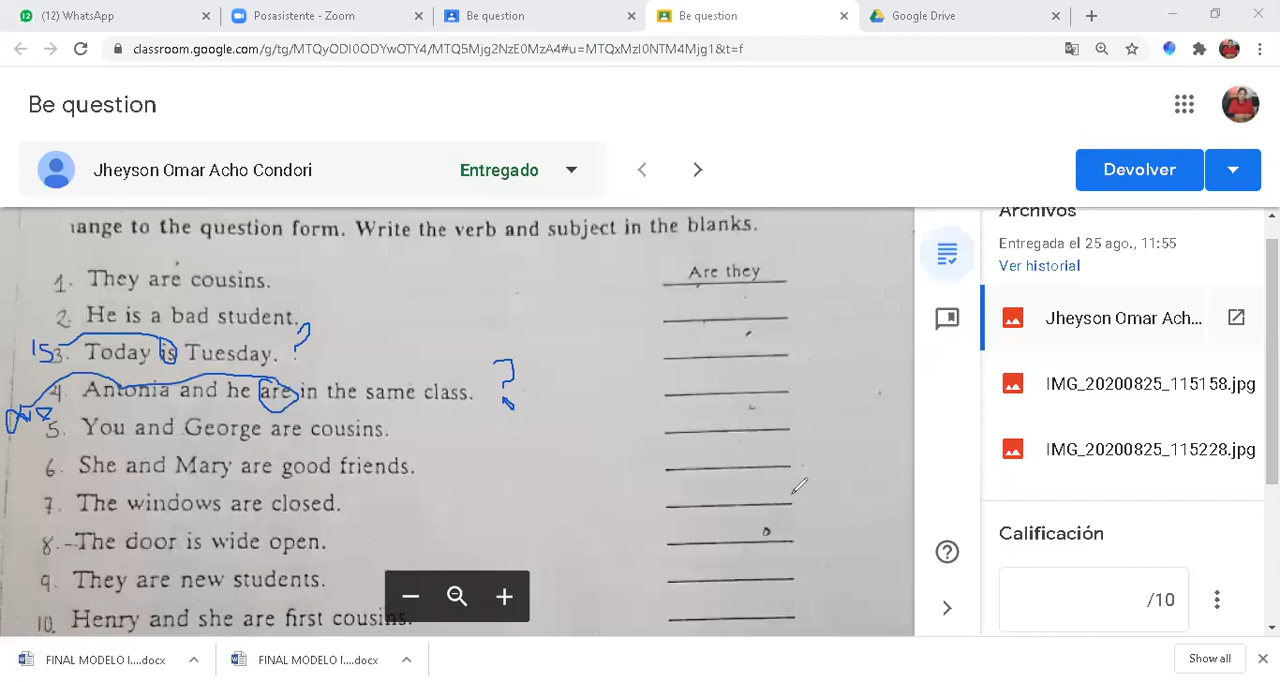 (12) WhatsApp
Posasistente - Zoom
Be question
Be question
Google Drive
classroom.google.com/g/tg/MTQyODI0ODYwOTY4/MTQ5Mjg2NzE0MzA4#u=MTQxMzI0NTM4Mjg1&t=f
Be question
Jheyson Omar Acho Condori
Entregado
Devolver
ange to the question form. Write the verb and subject in the blanks.
1. They are cousins. Are they
2. He is a bad student.
Is 3. Today is Tuesday. ?
4. Antonia and he are in the same class. ?
Are
5. You and George are cousins.
6. She and Mary are good friends.
7. The windows are closed.
8. The door is wide open.
9. They are new students.
10. Henry and she are first cousins.
Archivos
Entregada el 25 ago., 11:55
Ver historial
Jheyson Omar Ach...
IMG_20200825_115158.jpg
IMG_20200825_115228.jpg
Calificación
/10
FINAL MODELO I....docx
FINAL MODELO I....docx
Show all